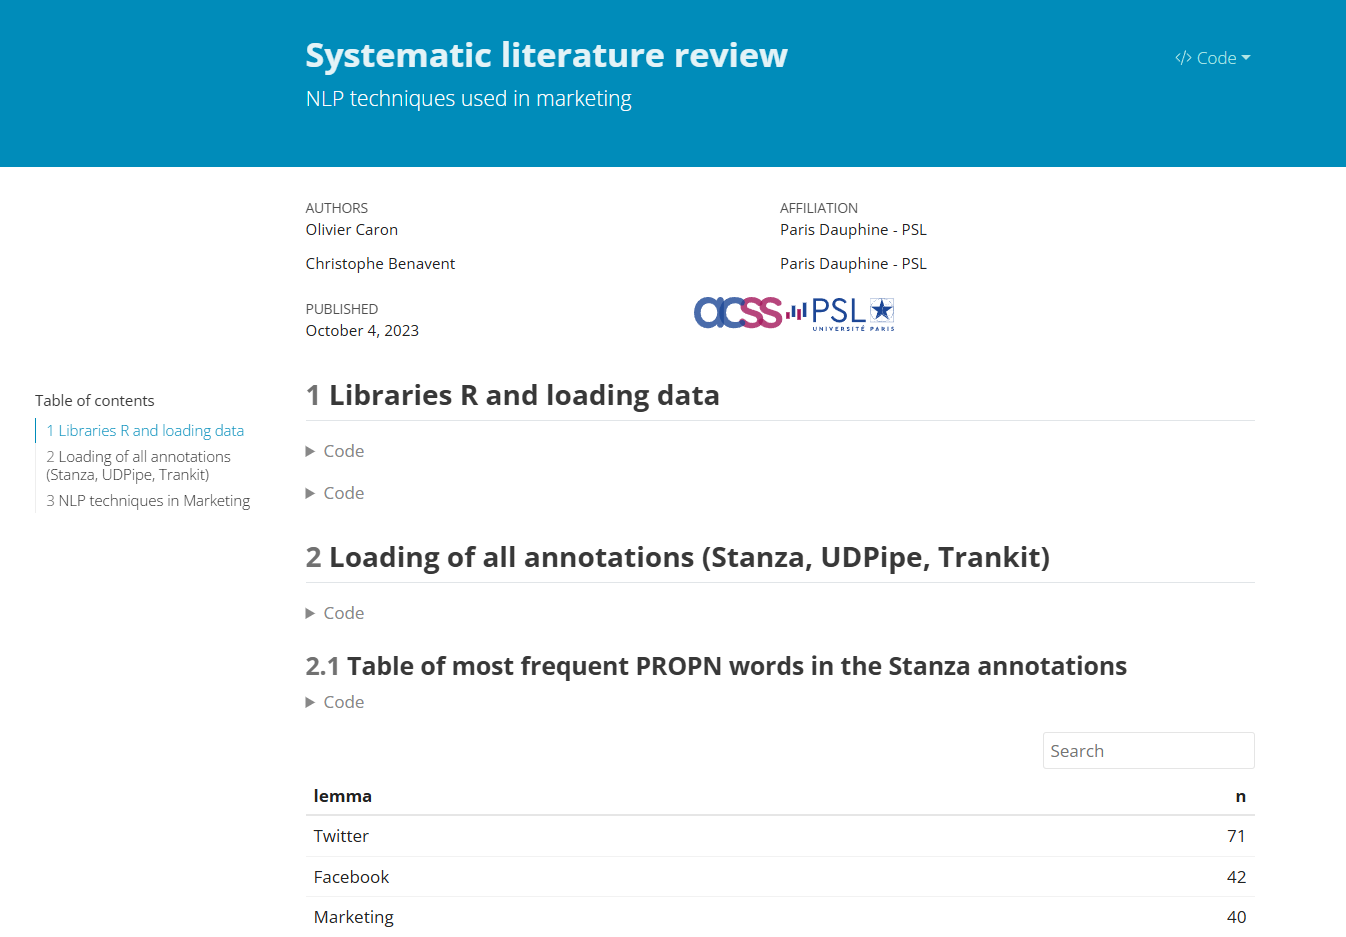 Systematic literature review
</> Code
NLP techniques used in marketing
AUTHORS
AFFILIATION
Olivier Caron
Paris Dauphine - PSL
Christophe Benavent
Paris Dauphine - PSL
PUBLISHED
October 4, 2023
acss
PSL
UNIVERSITÉ PARIS
Table of contents
1 Libraries R and loading data
2 Loading of all annotations
(Stanza, UDPipe, Trankit)
3 NLP techniques in Marketing
1 Libraries R and loading data
Code
Code
2 Loading of all annotations (Stanza, UDPipe, Trankit)
Code
2.1 Table of most frequent PROPN words in the Stanza annotations
Code
Search
lemma n
Twitter 71
Facebook 42
Marketing 40